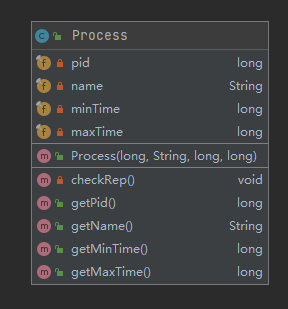 Process
pid long
name String
minTime long
maxTime long
Process(long, String, long, long)
checkRep() void
getPid() long
getName() String
getMinTime() long
getMaxTime() long